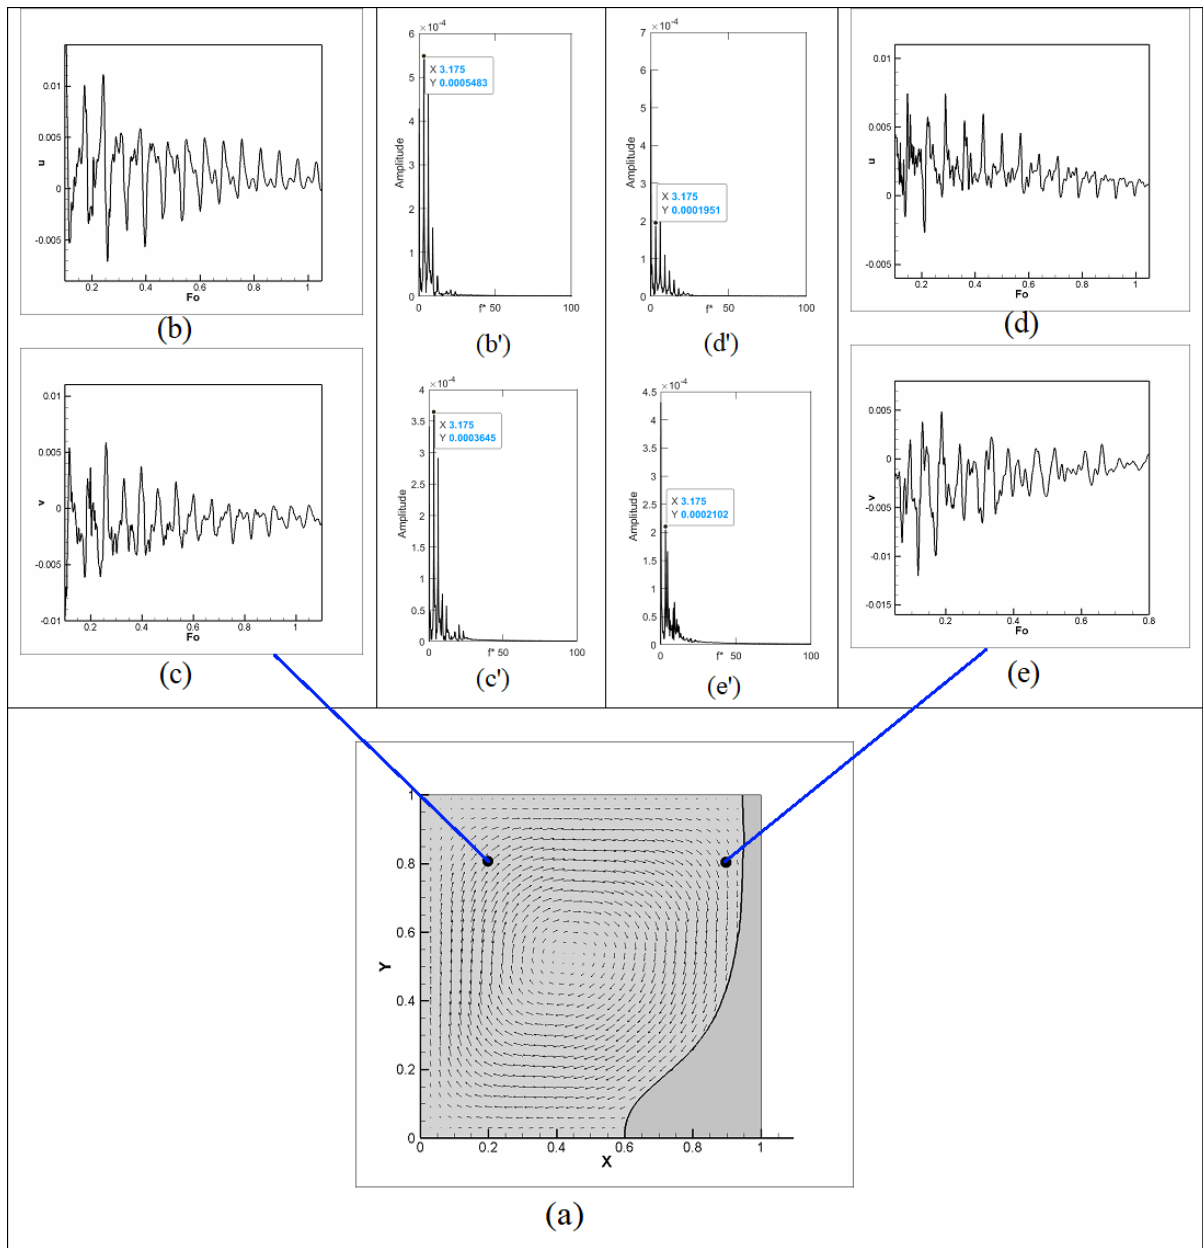 0.01
0.005
0
-0.005
u
0.2
0.4
0.6
0.8
1
Fo
(b)
×10⁻⁴
6
5
4
3
2
1
0
Amplitude
X 3.175
Y 0.0005483
0
f* 50
100
(b')
×10⁻⁴
7
6
5
4
3
2
1
0
Amplitude
X 3.175
Y 0.0001951
0
f* 50
100
(d')
0.01
0.005
0
-0.005
u
0.2
0.4
0.6
0.8
1
Fo
(d)
0.01
0.005
0
-0.005
-0.01
v
0.2
0.4
0.6
0.8
1
Fo
(c)
×10⁻⁴
4
3.5
3
2.5
2
1.5
1
0.5
0
Amplitude
X 3.175
Y 0.0003645
0
f* 50
100
(c')
×10⁻⁴
4.5
4
3.5
3
2.5
2
1.5
1
0.5
0
Amplitude
X 3.175
Y 0.0002102
0
f* 50
100
(e')
0.005
0
-0.005
-0.01
-0.015
v
0.2
0.4
0.6
0.8
Fo
(e)
1
0.8
0.6
0.4
0.2
0
Y
0
0.2
0.4
0.6
0.8
1
X
(a)